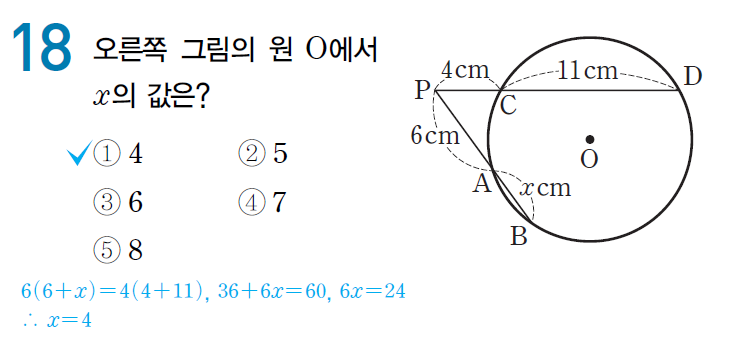 18 오른쪽 그림의 원 O에서
x의 값은?
✓① 4 ② 5
③ 6 ④ 7
⑤ 8
6(6+x)=4(4+11), 36+6x=60, 6x=24
∴ x=4
4cm 11cm D
P C
6cm O
A xcm
B